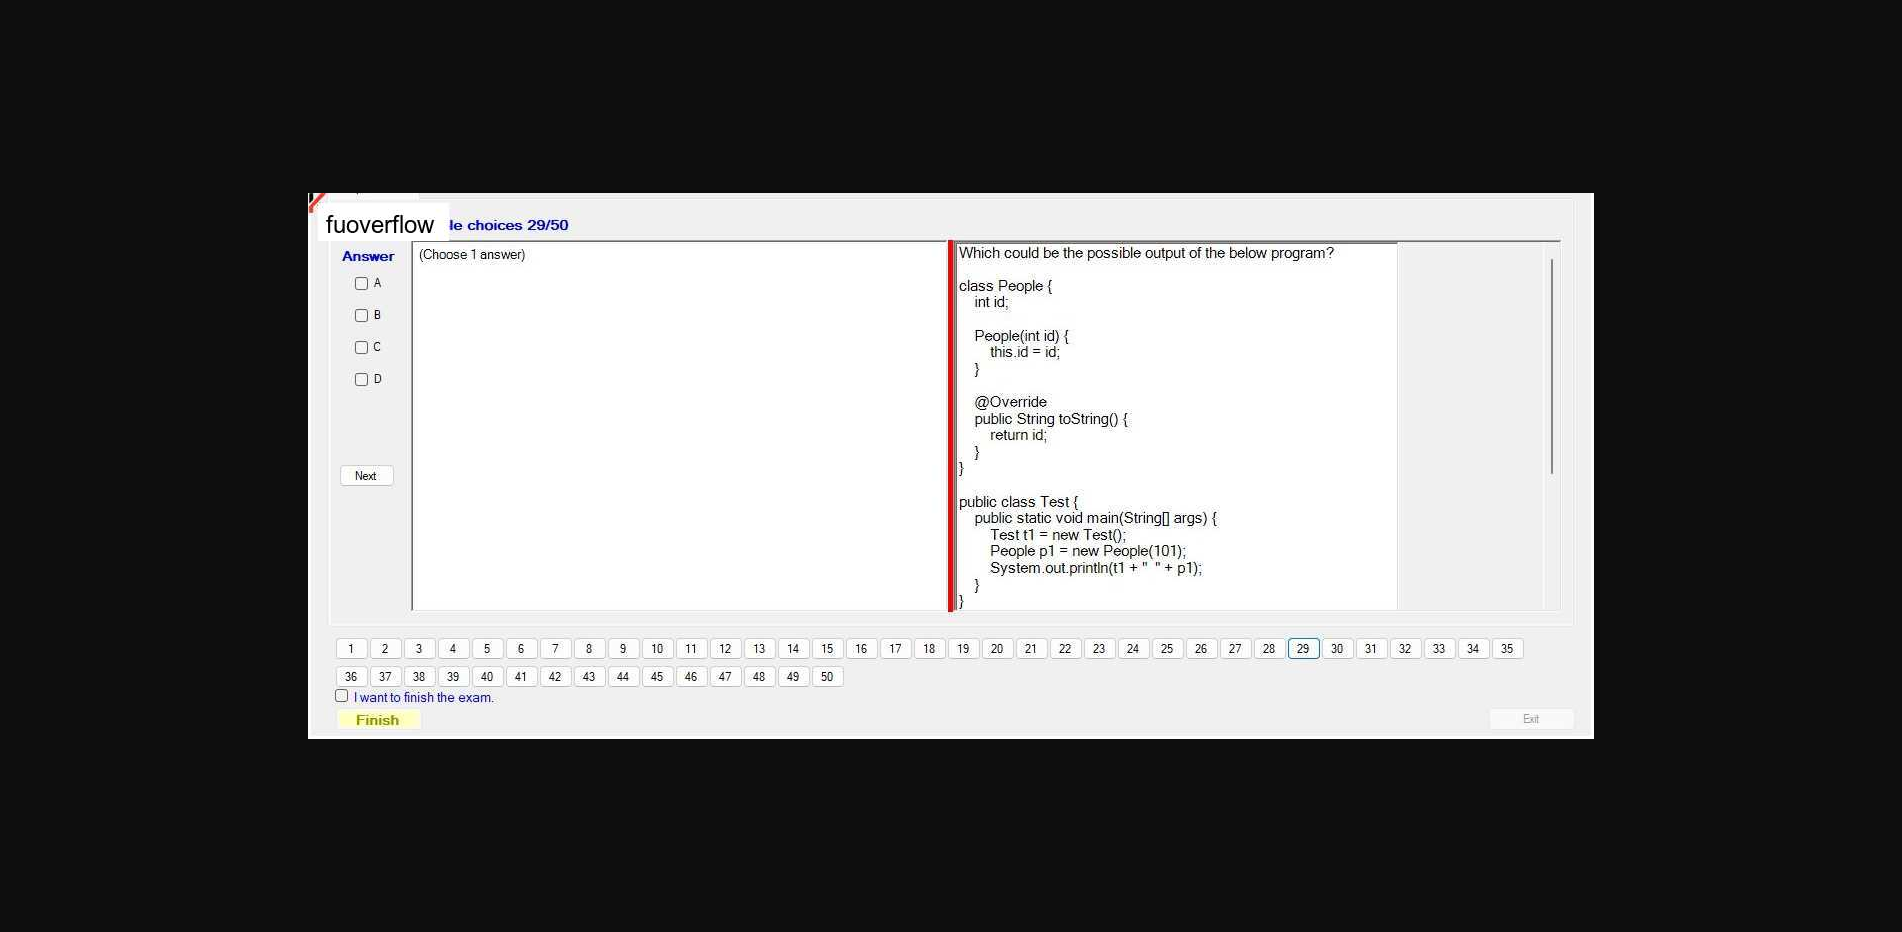 fuoverflow
le choices 29/50
Answer
A
B
C
D
Next
(Choose 1 answer)
Which could be the possible output of the below program?
class People {
int id;
People(int id) {
this.id = id;
}
@Override
public String toString() {
return id;
}
}
public class Test {
public static void main(String[] args) {
Test t1 = new Test();
People p1 = new People(101);
System.out.println(t1 + "  " + p1);
}
}
1 2 3 4 5 6 7 8 9 10 11 12 13 14 15 16 17 18 19 20 21 22 23 24 25 26 27 28 29 30 31 32 33 34 35
36 37 38 39 40 41 42 43 44 45 46 47 48 49 50
I want to finish the exam.
Finish
Exit